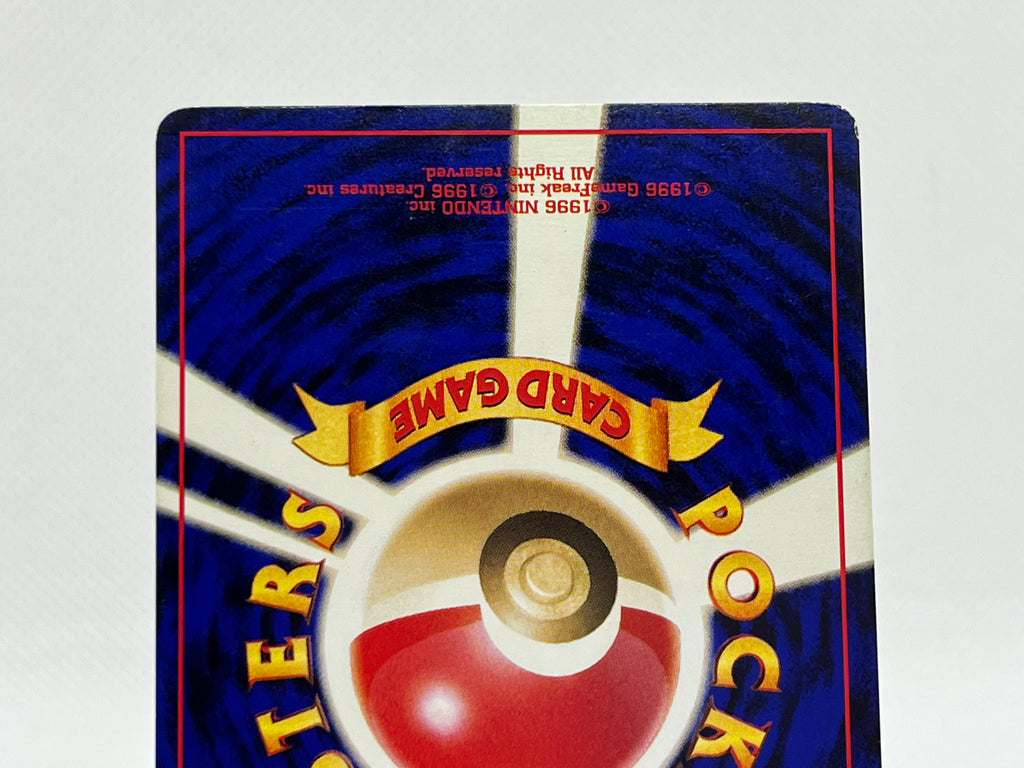 POCK
STERS
CARD GAME
©1996 NINTENDO inc.
©1996 GameFreak inc. ©1996 Creatures inc.
All Rights reserved.